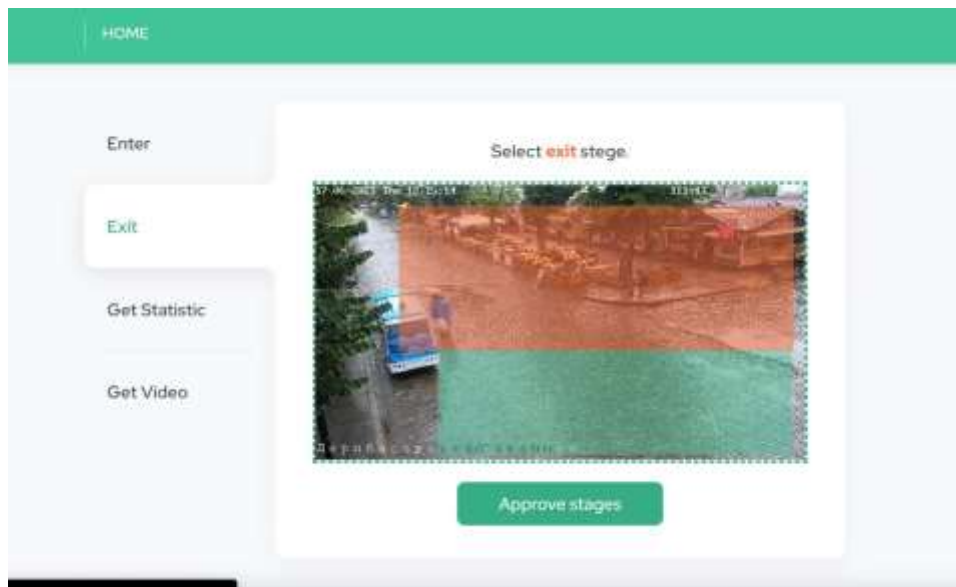 HOME
Enter
Select exit stege.
Exit
Get Statistic
Get Video
Approve stages